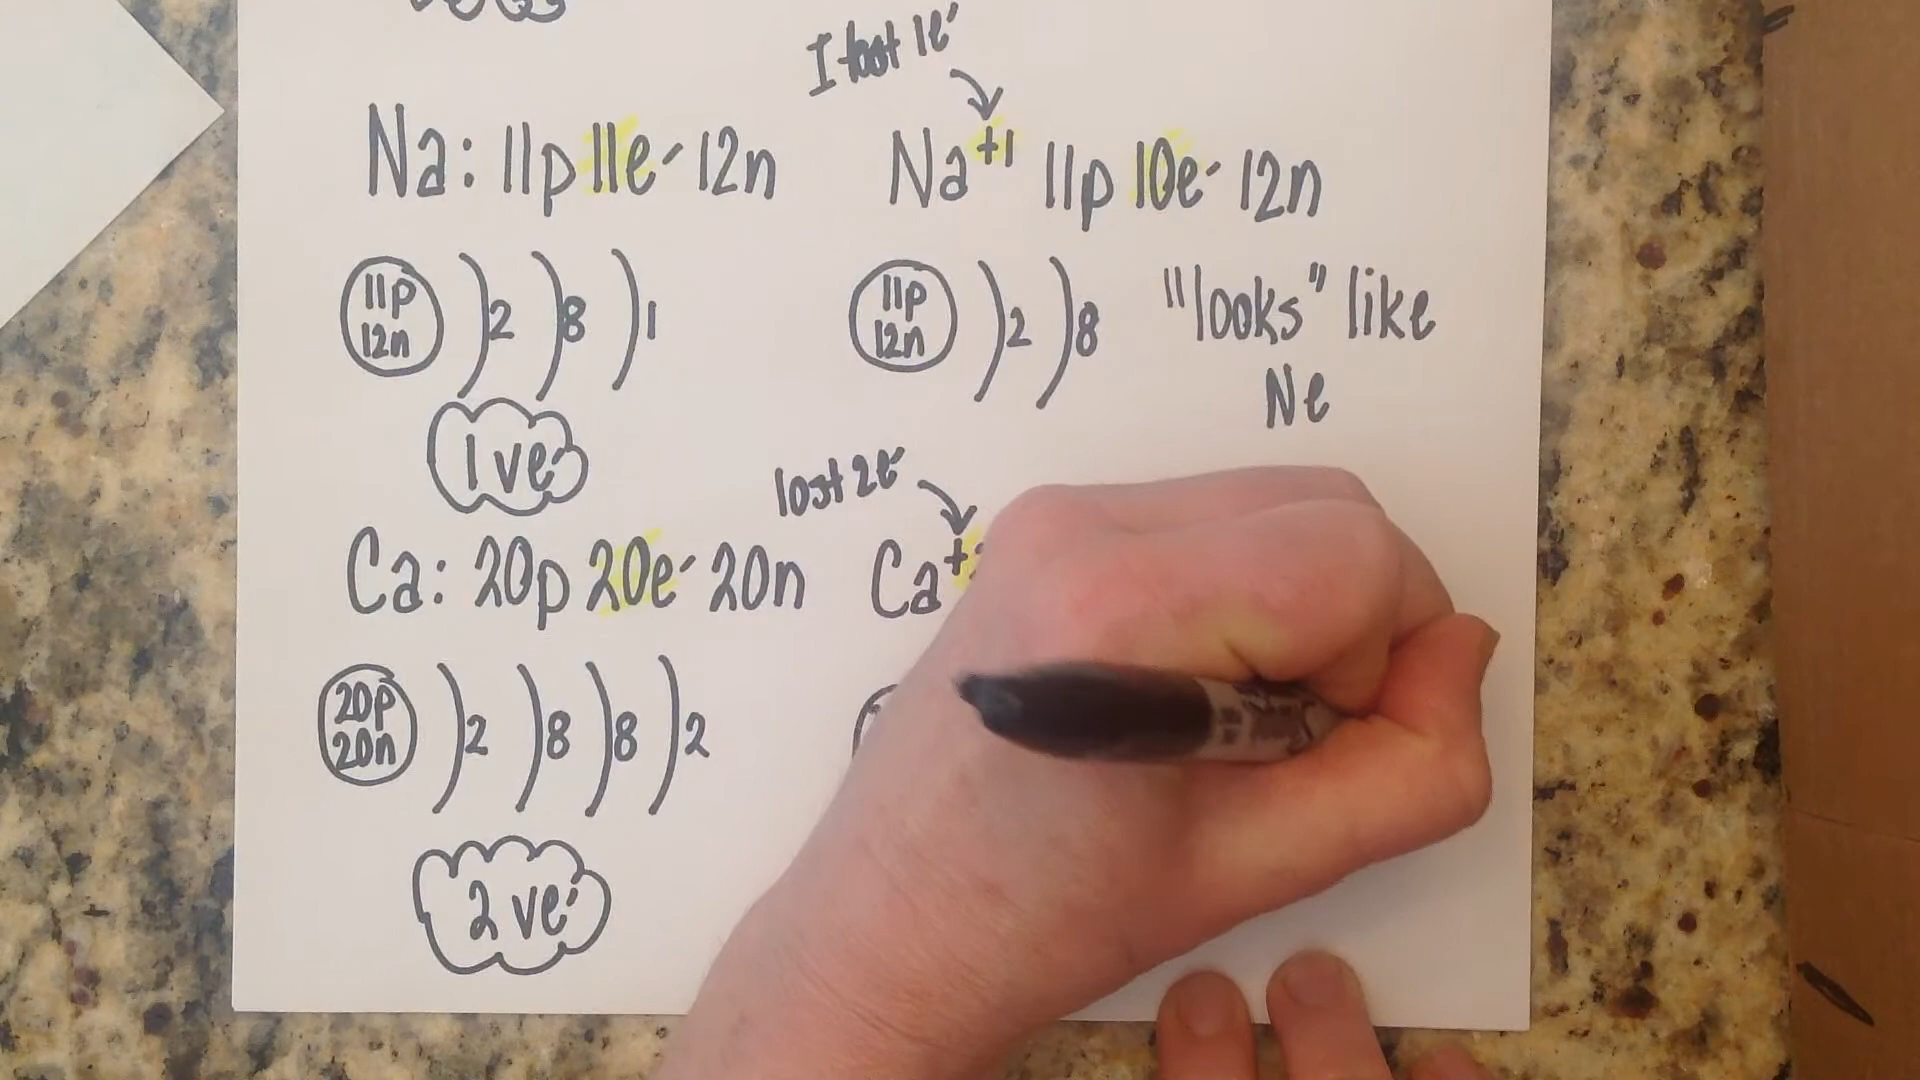 I lost 1e-
Na: 11p 11e- 12n
Na+1 11p 10e- 12n
11p
12n
2 8 1
11p
12n
2 8
"looks" like
Ne
1 ve-
lost 2e-
Ca: 20p 20e- 20n
Ca+
20p
20n
2 8 8 2
2 ve-